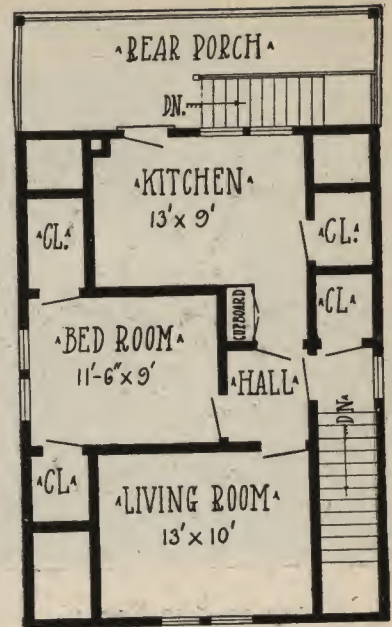 REAR PORCH
DN.
KITCHEN
13' x 9'
CL.
CL.
CL
CUPBOARD
BED ROOM
11'-6" x 9'
HALL
DN
CL
LIVING ROOM
13' x 10'